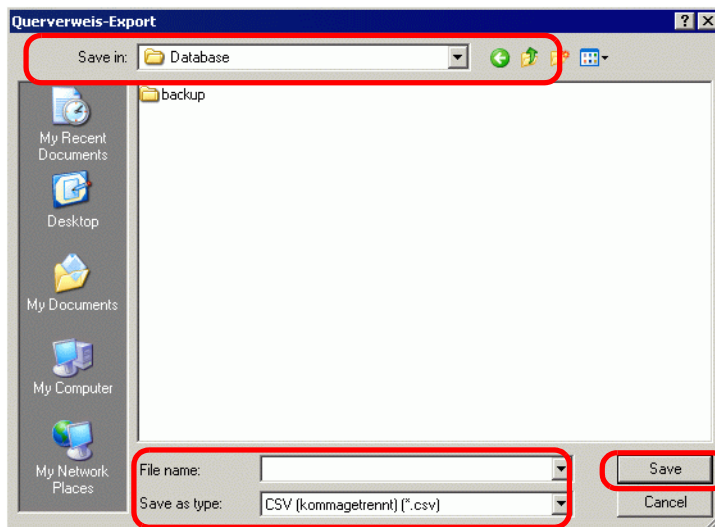 Querverweis-Export
Save in: Database
backup
My Recent
Documents
Desktop
My Documents
My Computer
My Network
Places
File name:
Save
Save as type: CSV (kommagetrennt) (*.csv)
Cancel